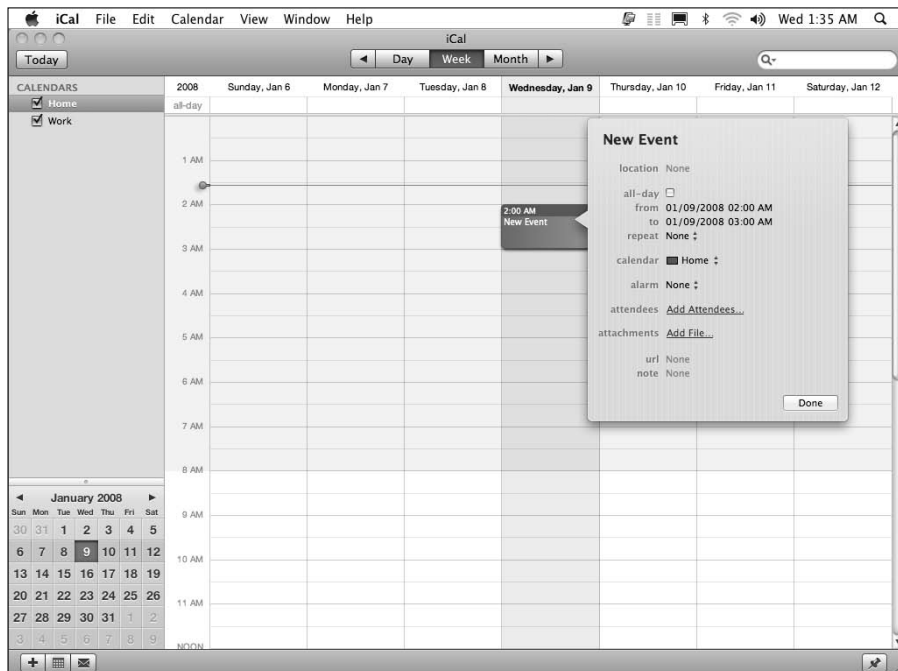 iCal File Edit Calendar View Window Help Wed 1:35 AM
iCal
Today Day Week Month
CALENDARS
Home
Work
2008 Sunday, Jan 6 Monday, Jan 7 Tuesday, Jan 8 Wednesday, Jan 9 Thursday, Jan 10 Friday, Jan 11 Saturday, Jan 12
all-day
1 AM
2 AM
3 AM
4 AM
5 AM
6 AM
7 AM
8 AM
9 AM
10 AM
11 AM
NOON
2:00 AM
New Event
New Event
location None
all-day
from 01/09/2008 02:00 AM
to 01/09/2008 03:00 AM
repeat None
calendar Home
alarm None
attendees Add Attendees...
attachments Add File...
url None
note None
Done
January 2008
Sun Mon Tue Wed Thu Fri Sat
30 31 1 2 3 4 5
6 7 8 9 10 11 12
13 14 15 16 17 18 19
20 21 22 23 24 25 26
27 28 29 30 31 1 2
3 4 5 6 7 8 9